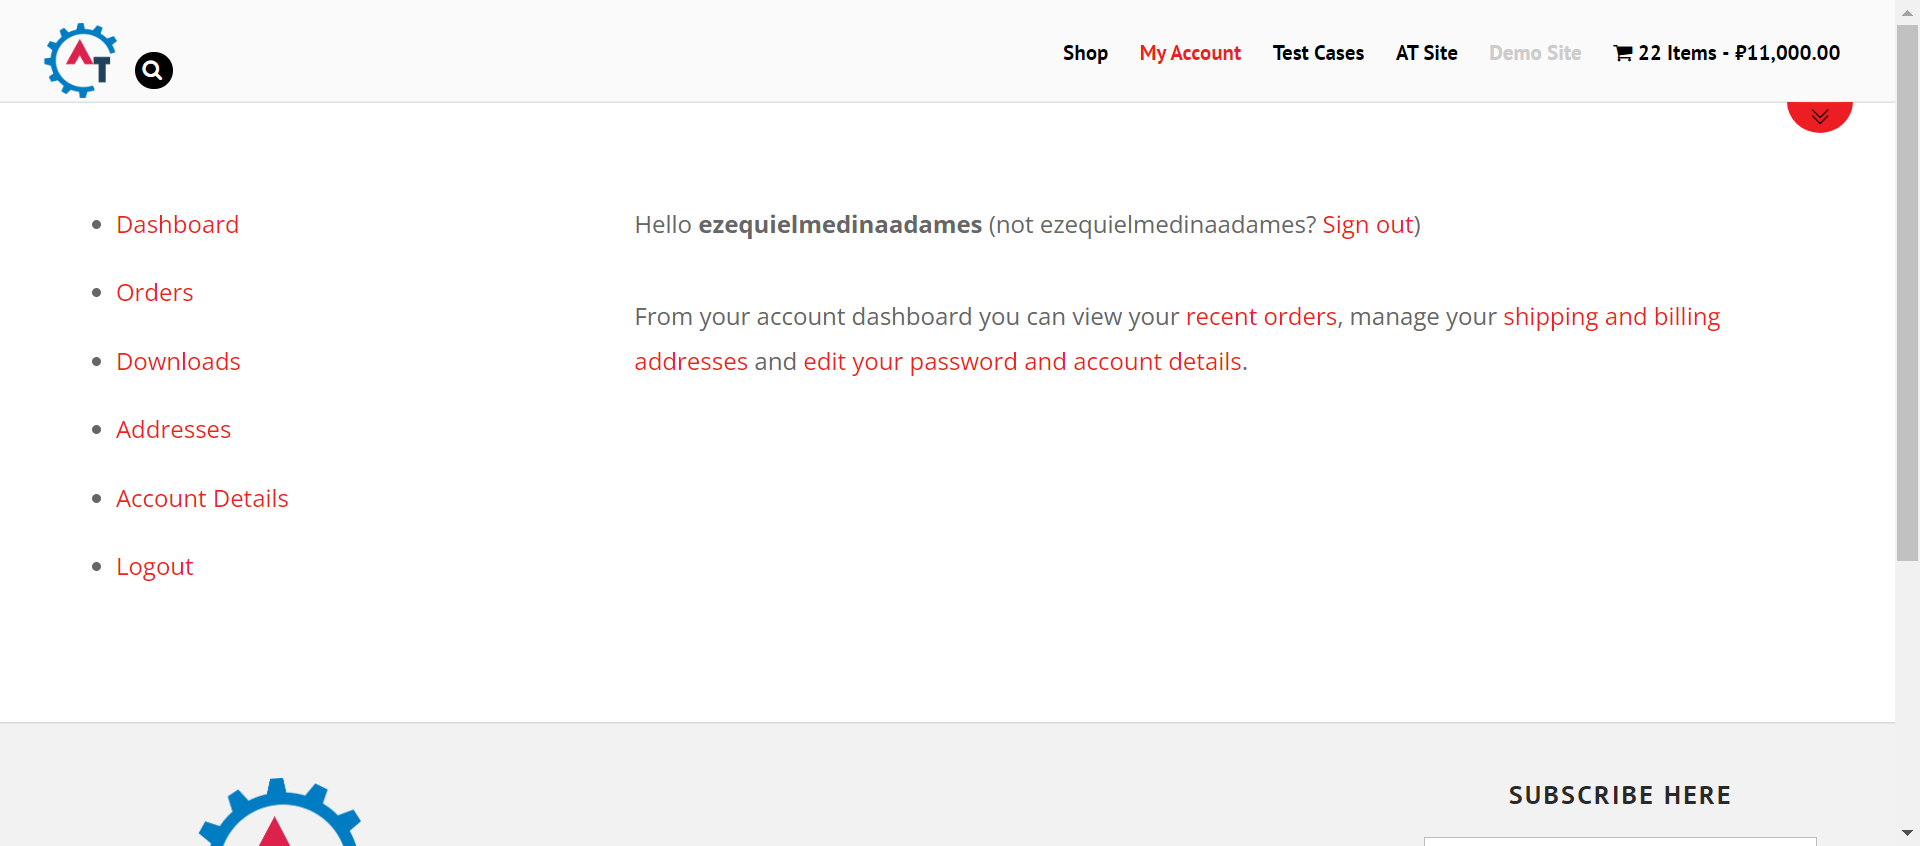 AT
Shop My Account Test Cases AT Site Demo Site 22 Items - ₽11,000.00
Dashboard
Orders
Downloads
Addresses
Account Details
Logout
Hello ezequielmedinaadames (not ezequielmedinaadames? Sign out)
From your account dashboard you can view your recent orders, manage your shipping and billing
addresses and edit your password and account details.
SUBSCRIBE HERE